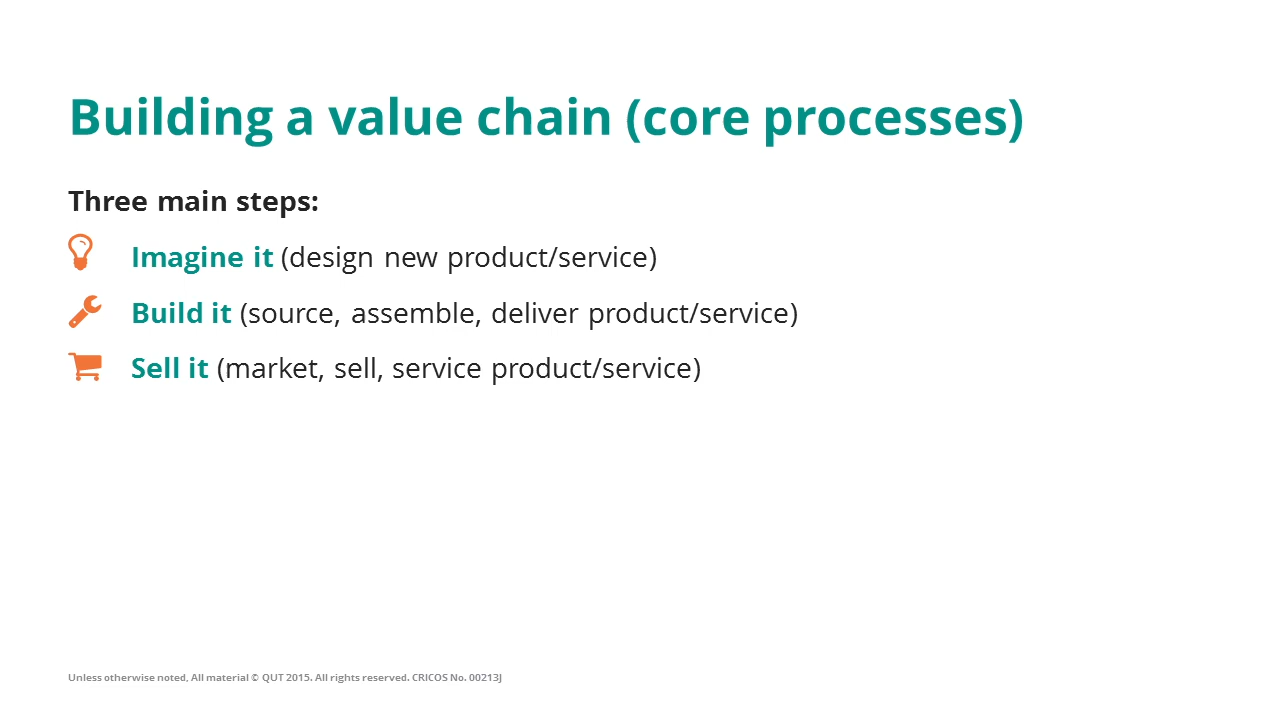 Building a value chain (core processes)
Three main steps:
Imagine it (design new product/service)
Build it (source, assemble, deliver product/service)
Sell it (market, sell, service product/service)
Unless otherwise noted, All material © QUT 2015. All rights reserved. CRICOS No. 00213J